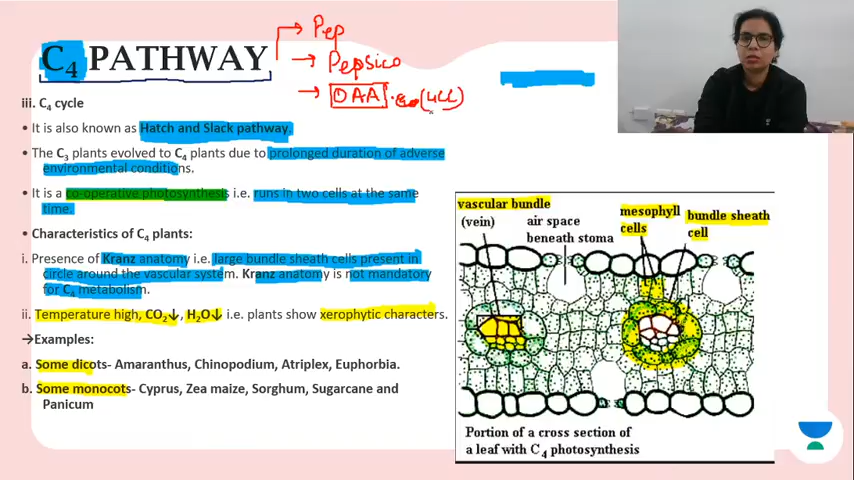 C4 PATHWAY
→ Pep
→ Pepsico
→ OAA (4C)
iii. C4 cycle
• It is also known as Hatch and Slack pathway.
• The C3 plants evolved to C4 plants due to prolonged duration of adverse
environmental conditions.
• It is a co-operative photosynthesis i.e. runs in two cells at the same
time.
• Characteristics of C4 plants:
i. Presence of Kranz anatomy i.e. large bundle sheath cells present in
circle around the vascular system. Kranz anatomy is not mandatory
for C4 metabolism.
ii. Temperature high, CO2↓, H2O↓ i.e. plants show xerophytic characters.
→Examples:
a. Some dicots- Amaranthus, Chinopodium, Atriplex, Euphorbia.
b. Some monocots- Cyprus, Zea maize, Sorghum, Sugarcane and
Panicum
vascular bundle
(vein)
air space
beneath stoma
mesophyll
cells
bundle sheath
cell
Portion of a cross section of
a leaf with C4 photosynthesis